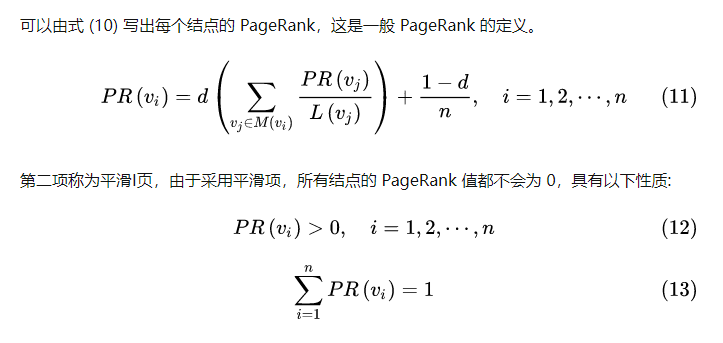 可以由式 (10) 写出每个结点的 PageRank，这是一般 PageRank 的定义。
$$PR(v_i) = d\left(\sum_{v_j \in M(v_i)} \frac{PR(v_j)}{L(v_j)}\right) + \frac{1-d}{n}, \quad i = 1, 2, \cdots, n \quad (11)$$
第二项称为平滑I页，由于采用平滑项，所有结点的 PageRank 值都不会为 0，具有以下性质:
$$PR(v_i) > 0, \quad i = 1, 2, \cdots, n \quad (12)$$
$$\sum_{i=1}^{n} PR(v_i) = 1 \quad (13)$$